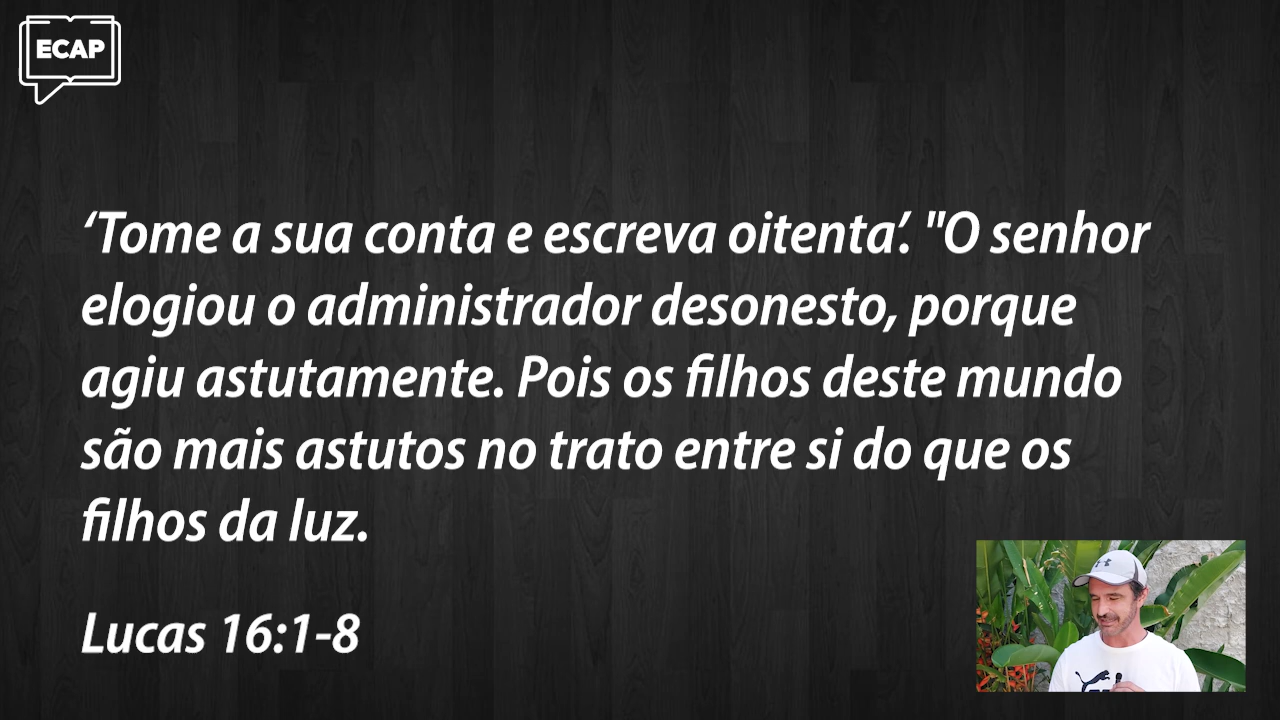 ECAP
‘Tome a sua conta e escreva oitenta’. "O senhor
elogiou o administrador desonesto, porque
agiu astutamente. Pois os filhos deste mundo
são mais astutos no trato entre si do que os
filhos da luz.
Lucas 16:1-8